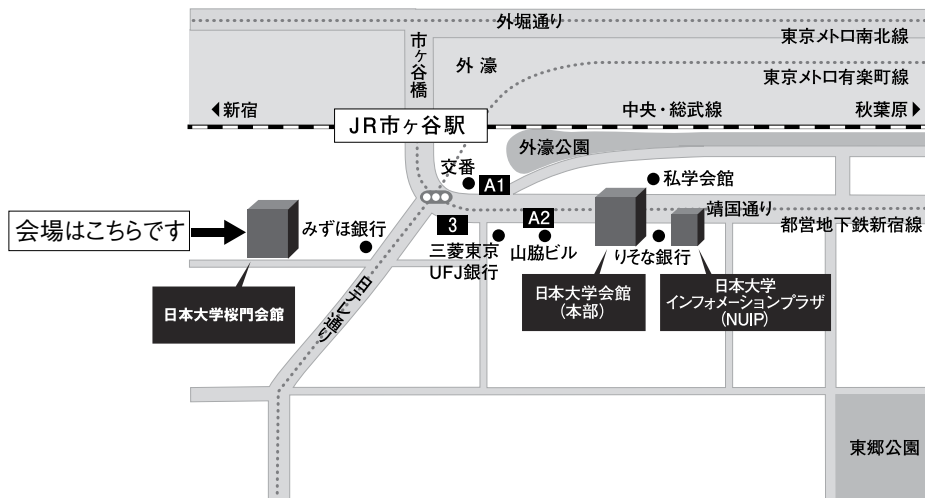 外堀通り
市ヶ谷橋
外濠
東京メトロ南北線
東京メトロ有楽町線
新宿
中央・総武線
秋葉原
JR市ヶ谷駅
外濠公園
交番
A1
私学会館
会場はこちらです
みずほ銀行
3
A2
靖国通り
都営地下鉄新宿線
三菱東京
UFJ銀行
山脇ビル
りそな銀行
日本大学桜門会館
日テレ通り
日本大学会館
(本部)
日本大学
インフォメーションプラザ
(NUIP)
東郷公園